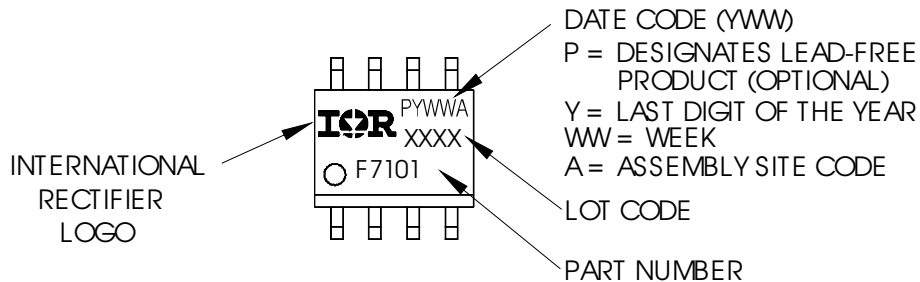 DATE CODE (YWW)
P = DESIGNATES LEAD-FREE
PRODUCT (OPTIONAL)
Y = LAST DIGIT OF THE YEAR
WW = WEEK
A = ASSEMBLY SITE CODE
LOT CODE
PART NUMBER
INTERNATIONAL
RECTIFIER
LOGO
IOR
PYWWA
XXXX
F7101